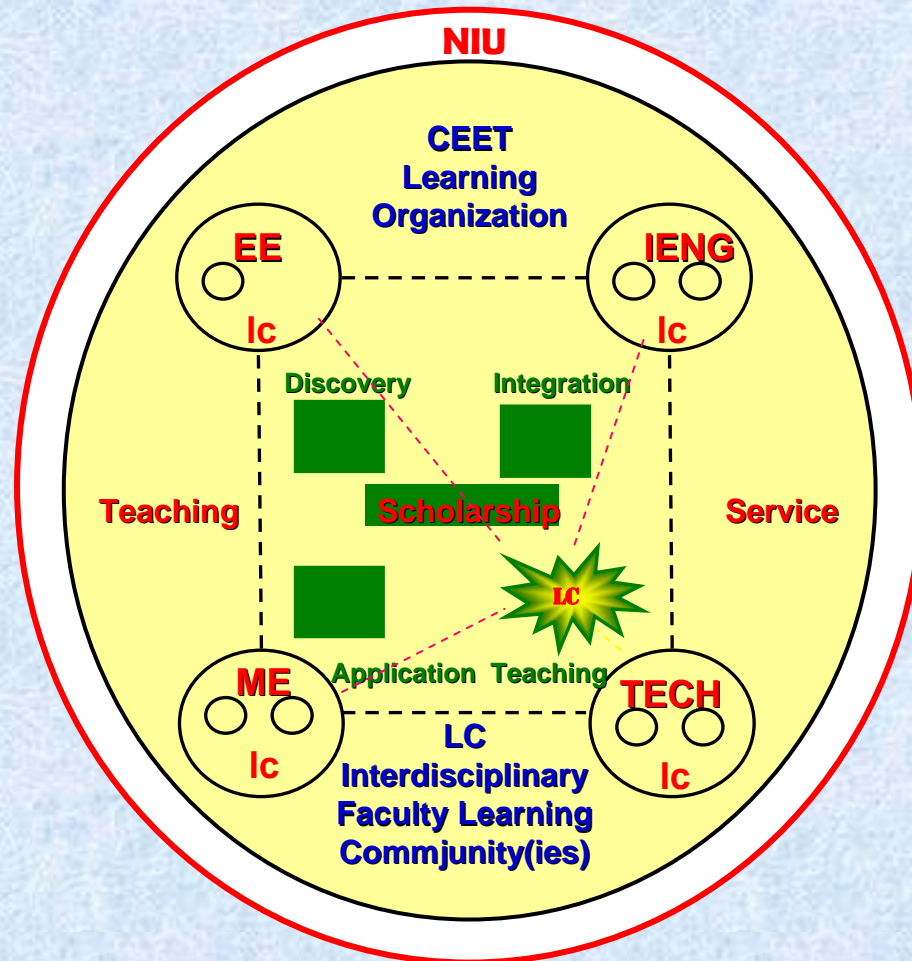 NIU
CEET
Learning
Organization
EE
IENG
lc
lc
Discovery
Integration
Teaching
Scholarship
Service
LC
Application Teaching
ME
TECH
lc
lc
LC
Interdisciplinary
Faculty Learning
Commjunity(ies)